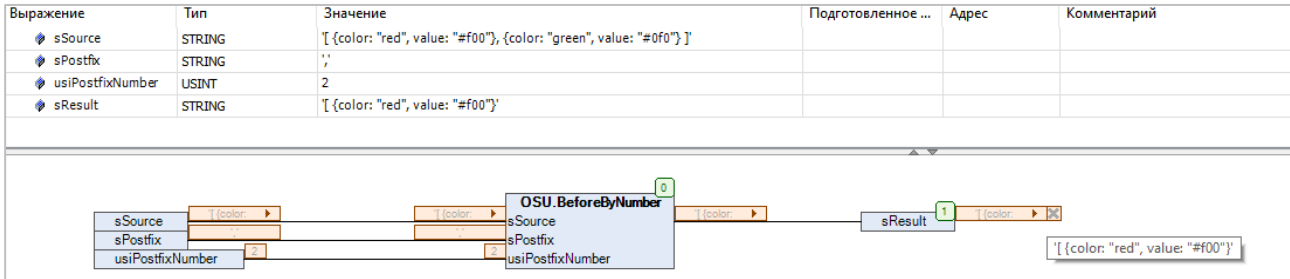 Выражение Тип Значение Подготовленное ... Адрес Комментарий
sSource STRING '[ {color: "red", value: "#f00"}, {color: "green", value: "#0f0"} ]'
sPostfix STRING ','
usiPostfixNumber USINT 2
sResult STRING '[ {color: "red", value: "#f00"}'
0
OSU.BeforeByNumber
sSource '[ {color: '[ {color: sSource '[ {color: sResult 1 '[ {color:
sPostfix ',' ',' sPostfix
usiPostfixNumber 2 2 usiPostfixNumber
'[ {color: "red", value: "#f00"}'